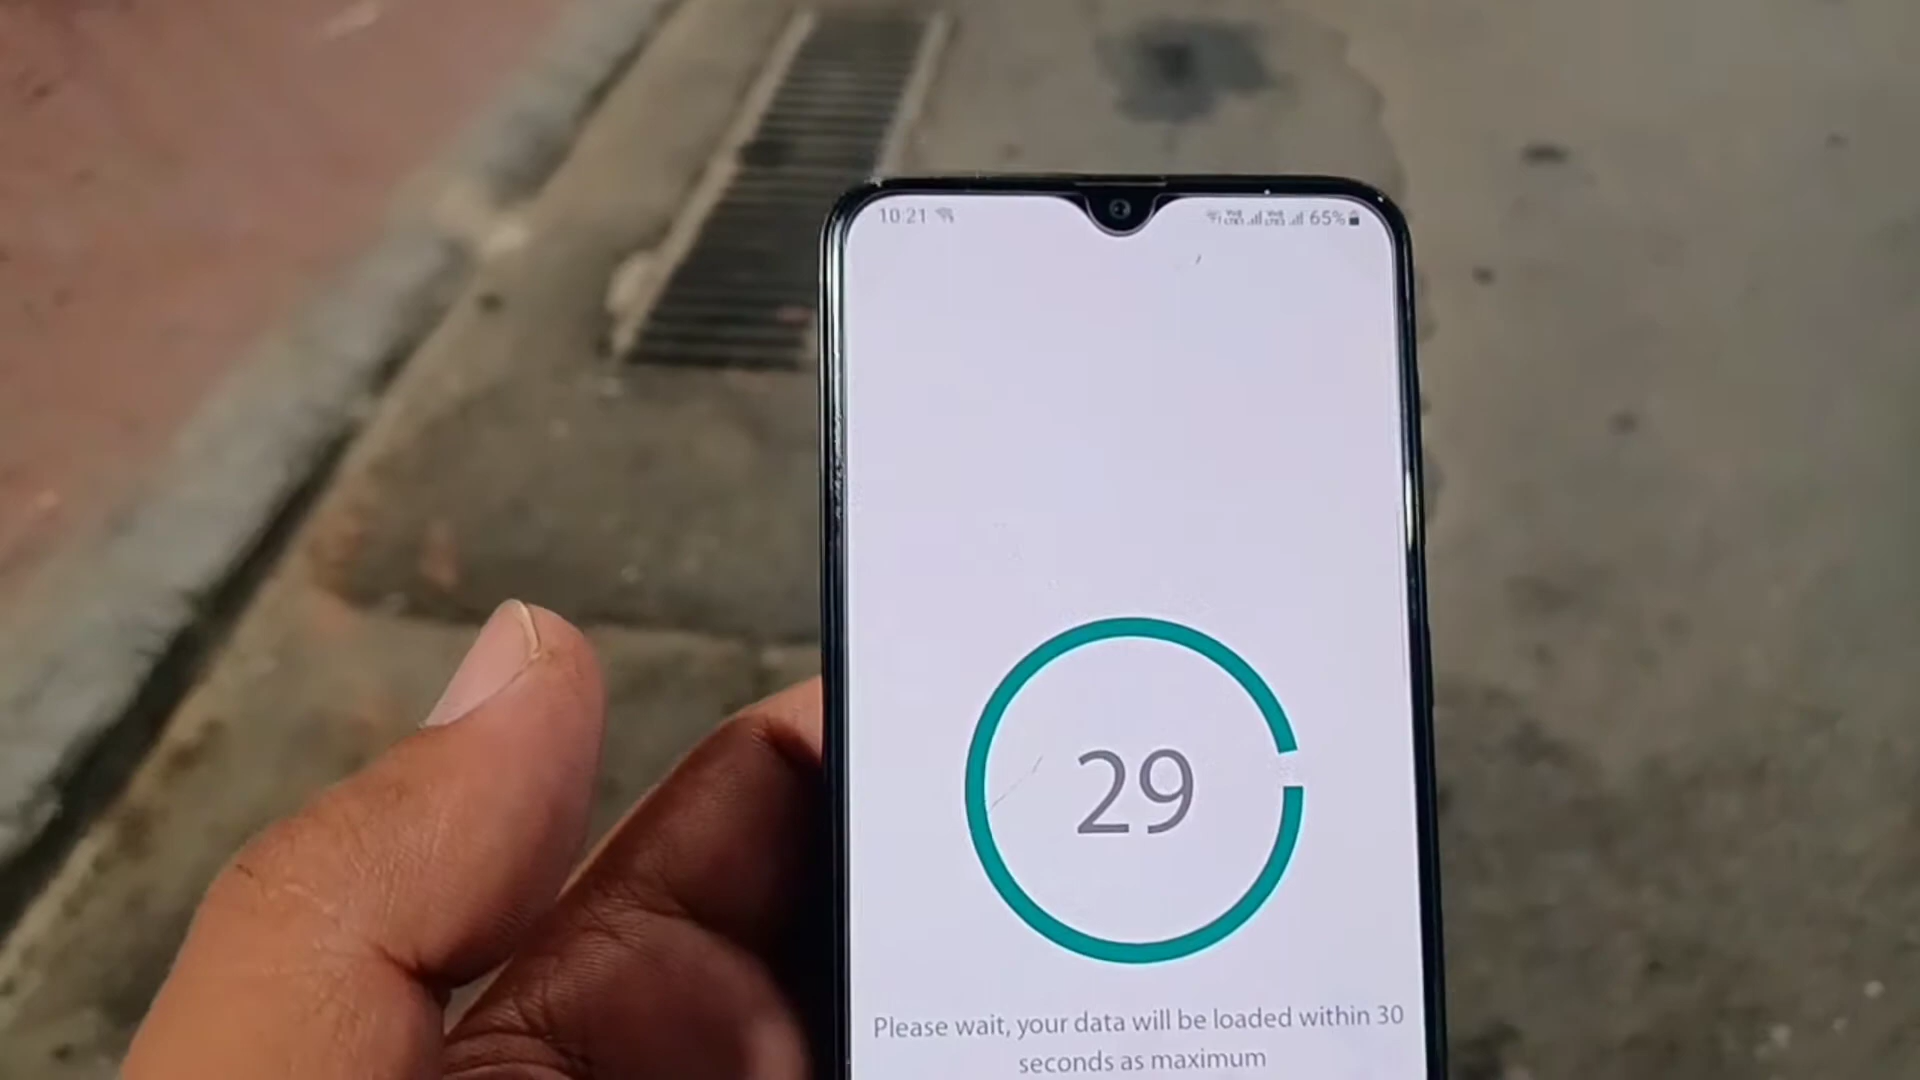 10:21
65%
29
Please wait, your data will be loaded within 30
seconds as maximum